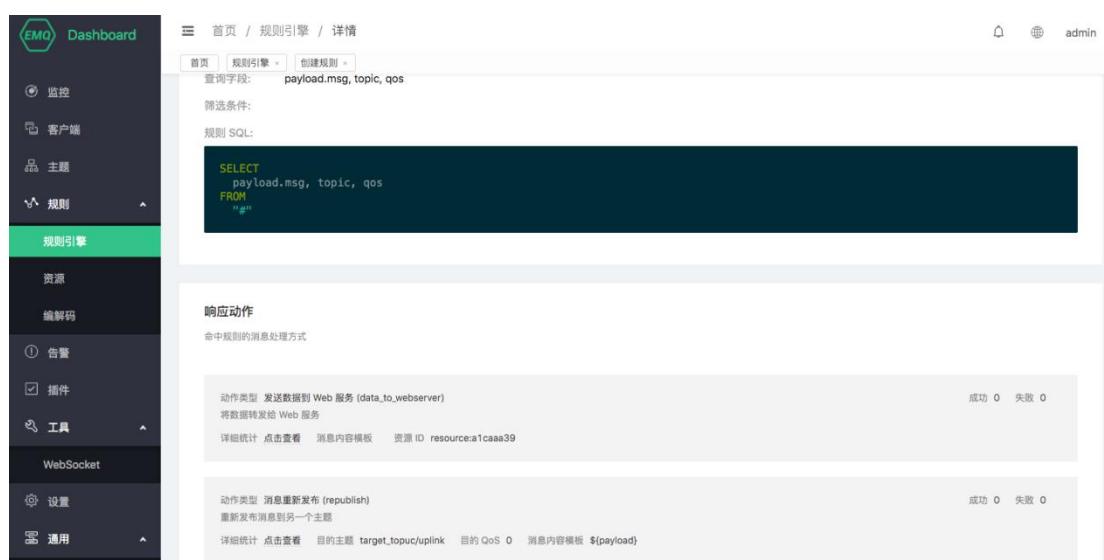 EMQ Dashboard
首页 / 规则引擎 / 详情
admin
首页 规则引擎 × 创建规则 ×
监控
客户端
主题
规则
规则引擎
资源
编解码
告警
插件
工具
WebSocket
设置
通用
查询字段: payload.msg, topic, qos
筛选条件:
规则 SQL:
SELECT
payload.msg, topic, qos
FROM
"#"
响应动作
命中规则的消息处理方式
动作类型 发送数据到 Web 服务 (data_to_webserver) 成功 0 失败 0
将数据转发给 Web 服务
详细统计 点击查看 消息内容模板 资源 ID resource:a1caaa39
动作类型 消息重新发布 (republish) 成功 0 失败 0
重新发布消息到另一个主题
详细统计 点击查看 目的主题 target_topuc/uplink 目的 QoS 0 消息内容模板 ${payload}